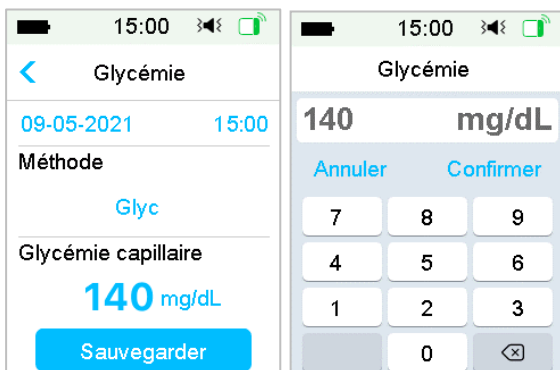 15:00
Glycémie
09-05-2021 15:00
Méthode
Glyc
Glycémie capillaire
140 mg/dL
Sauvegarder
15:00
Glycémie
140 mg/dL
Annuler Confirmer
7 8 9
4 5 6
1 2 3
0